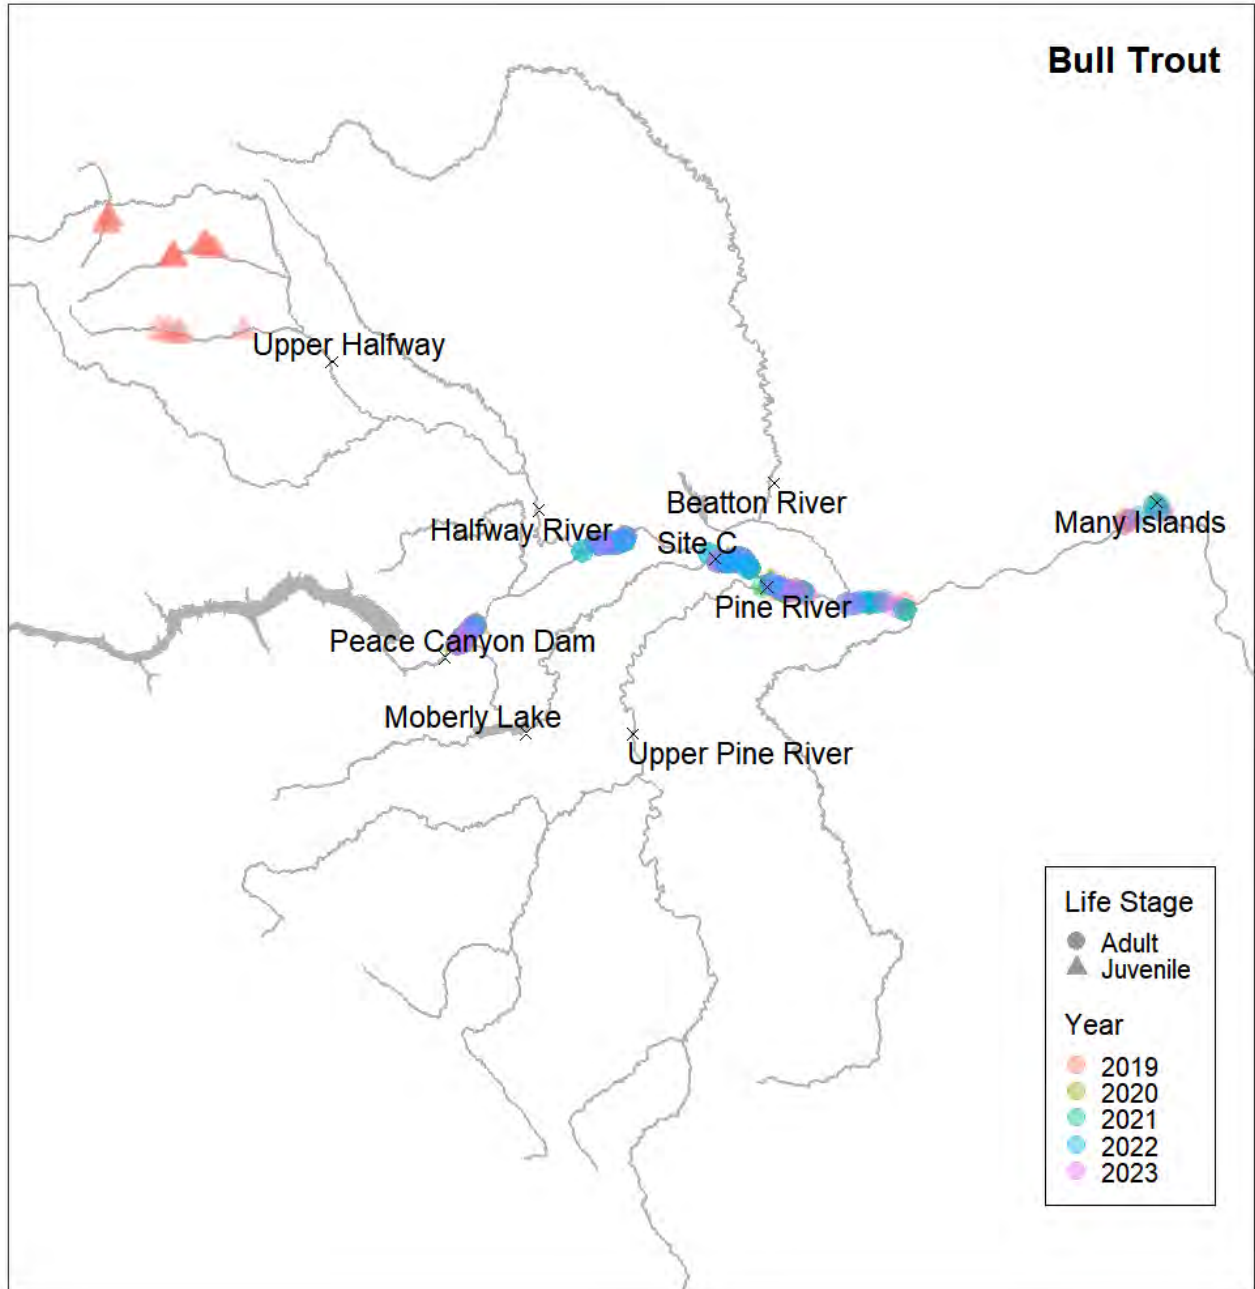 Bull Trout
Upper Halfway
Beatton River
Many Islands
Halfway River
Site C
Pine River
Peace Canyon Dam
Moberly Lake
Upper Pine River
Life Stage
Adult
Juvenile
Year
2019
2020
2021
2022
2023